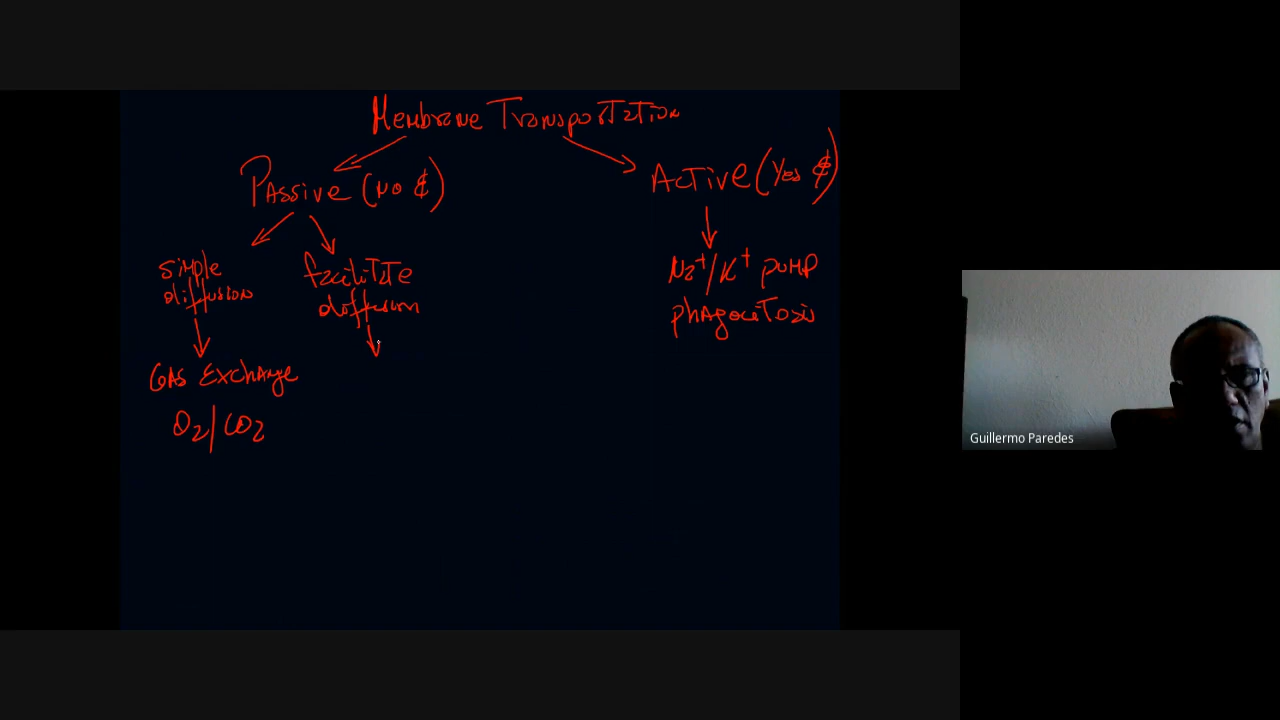 Membrane Transportation
Passive (No ₵)
Active (Yes ₵)
simple
diffusion
facilitate
diffusion
Na+/K+ pump
phagocitosis
GAS Exchange
O2/CO2
Guillermo Paredes